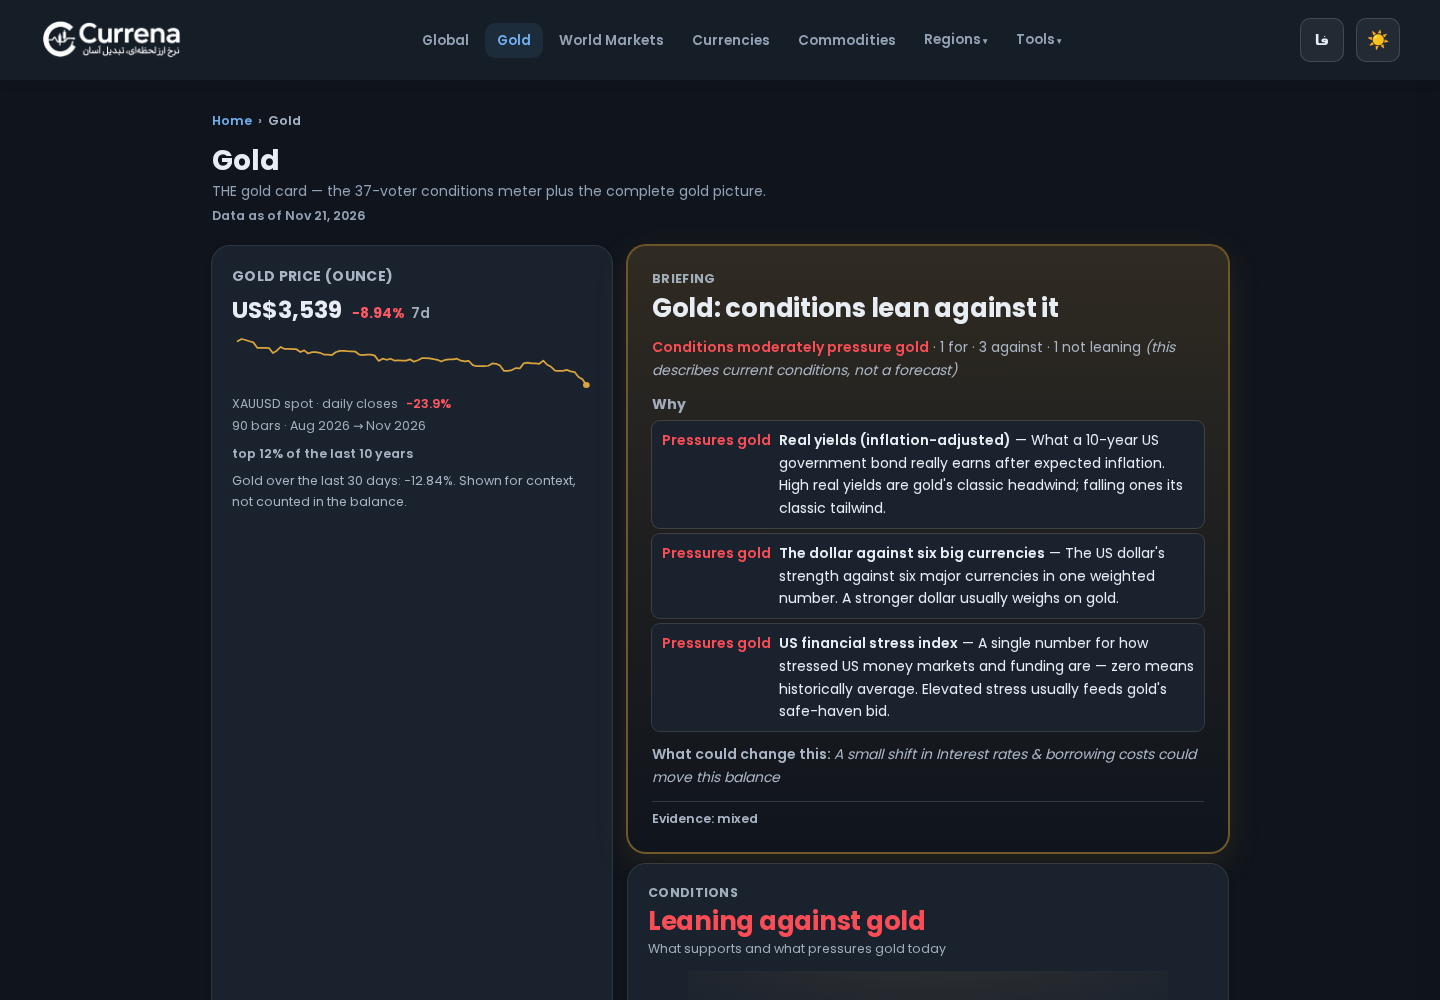 Currena
نرخ ارز لحظه‌ای، تبدیل آسان
Global
Gold
World Markets
Currencies
Commodities
Regions ▾
Tools ▾
فا
Home › Gold
Gold
THE gold card — the 37-voter conditions meter plus the complete gold picture.
Data as of Nov 21, 2026
GOLD PRICE (OUNCE)
US$3,539 -8.94% 7d
XAUUSD spot · daily closes -23.9%
90 bars · Aug 2026 → Nov 2026
top 12% of the last 10 years
Gold over the last 30 days: -12.84%. Shown for context,
not counted in the balance.
BRIEFING
Gold: conditions lean against it
Conditions moderately pressure gold · 1 for · 3 against · 1 not leaning (this
describes current conditions, not a forecast)
Why
Pressures gold Real yields (inflation-adjusted) — What a 10-year US
government bond really earns after expected inflation.
High real yields are gold's classic headwind; falling ones its
classic tailwind.
Pressures gold The dollar against six big currencies — The US dollar's
strength against six major currencies in one weighted
number. A stronger dollar usually weighs on gold.
Pressures gold US financial stress index — A single number for how
stressed US money markets and funding are — zero means
historically average. Elevated stress usually feeds gold's
safe-haven bid.
What could change this: A small shift in Interest rates & borrowing costs could
move this balance
Evidence: mixed
CONDITIONS
Leaning against gold
What supports and what pressures gold today